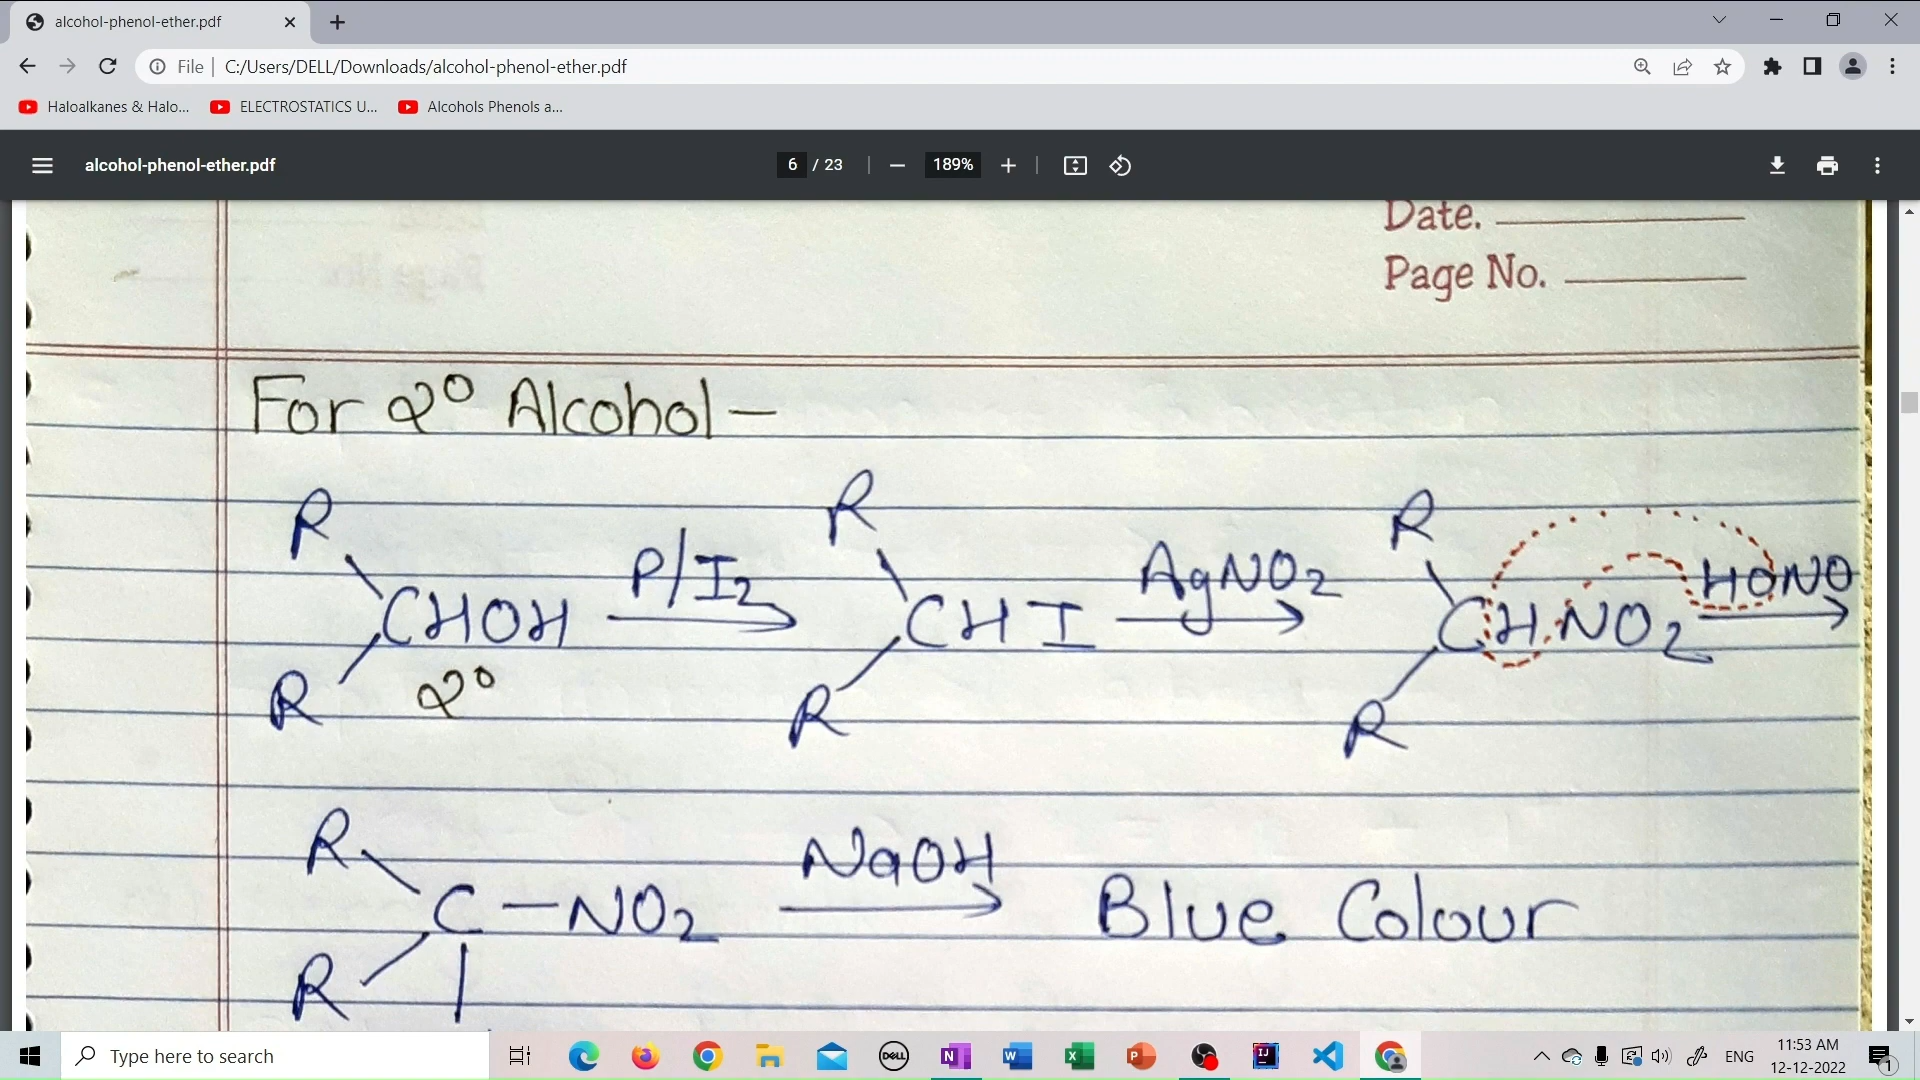 alcohol-phenol-ether.pdf
File | C:/Users/DELL/Downloads/alcohol-phenol-ether.pdf
Haloalkanes & Halo... ELECTROSTATICS U... Alcohols Phenols a...
alcohol-phenol-ether.pdf 6 / 23 189%
Date.
Page No.
For 2° Alcohol —
R R R
P/I2 AgNO2 HONO
CHOH CHI CH.NO2
R 2° R R
R NaOH
C-NO2 Blue Colour
R
Type here to search DELL ENG 11:53 AM
12-12-2022 1